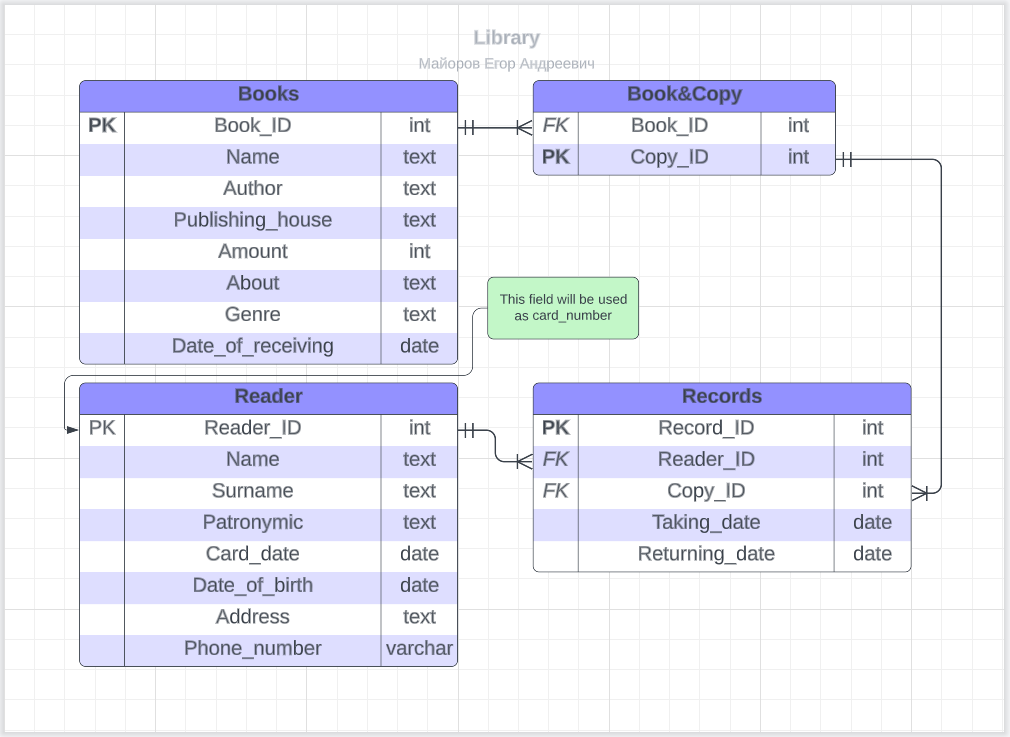 Library
Майоров Егор Андреевич
Books
PK Book_ID int
Name text
Author text
Publishing_house text
Amount int
About text
Genre text
Date_of_receiving date
Book&Copy
FK Book_ID int
PK Copy_ID int
This field will be used
as card_number
Reader
PK Reader_ID int
Name text
Surname text
Patronymic text
Card_date date
Date_of_birth date
Address text
Phone_number varchar
Records
PK Record_ID int
FK Reader_ID int
FK Copy_ID int
Taking_date date
Returning_date date